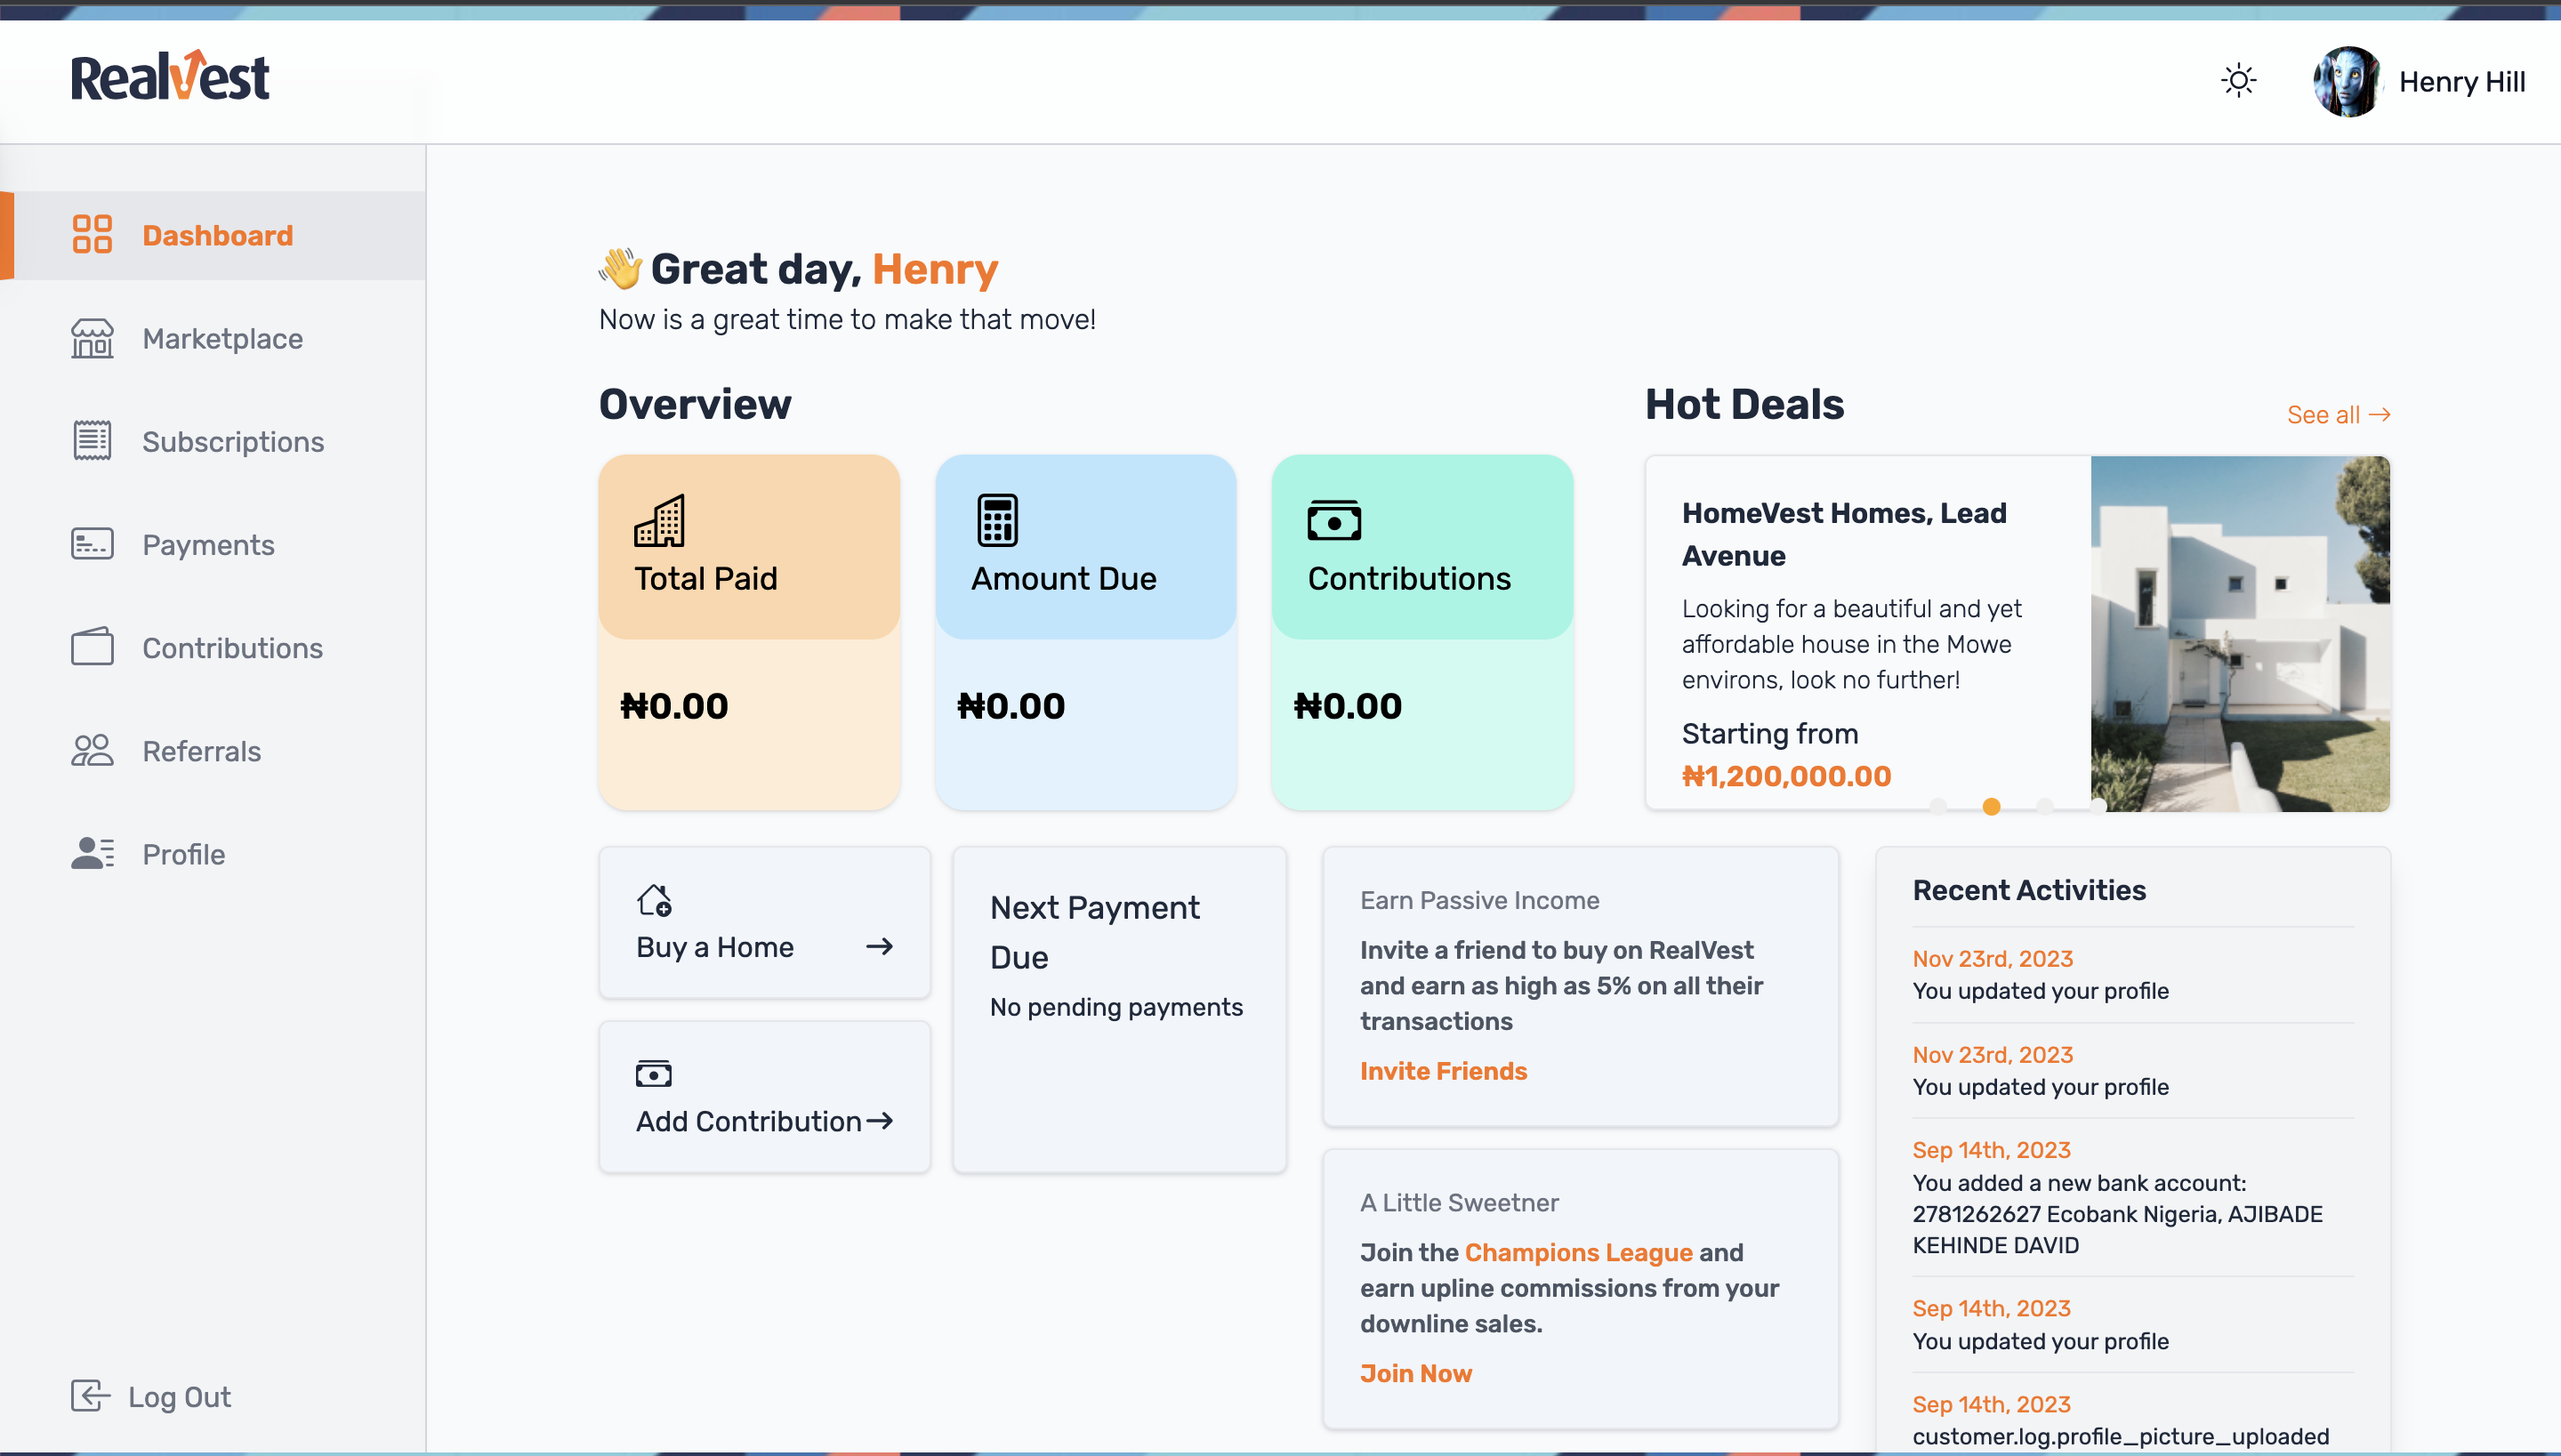 RealVest
Henry Hill
Dashboard
Marketplace
Subscriptions
Payments
Contributions
Referrals
Profile
Log Out
👋 Great day, Henry
Now is a great time to make that move!
Overview
Total Paid
₦0.00
Amount Due
₦0.00
Contributions
₦0.00
Hot Deals
See all →
HomeVest Homes, Lead
Avenue
Looking for a beautiful and yet
affordable house in the Mowe
environs, look no further!
Starting from
₦1,200,000.00
Buy a Home →
Add Contribution→
Next Payment
Due
No pending payments
Earn Passive Income
Invite a friend to buy on RealVest
and earn as high as 5% on all their
transactions
Invite Friends
A Little Sweetner
Join the Champions League and
earn upline commissions from your
downline sales.
Join Now
Recent Activities
Nov 23rd, 2023
You updated your profile
Nov 23rd, 2023
You updated your profile
Sep 14th, 2023
You added a new bank account:
2781262627 Ecobank Nigeria, AJIBADE
KEHINDE DAVID
Sep 14th, 2023
You updated your profile
Sep 14th, 2023
customer.log.profile_picture_uploaded